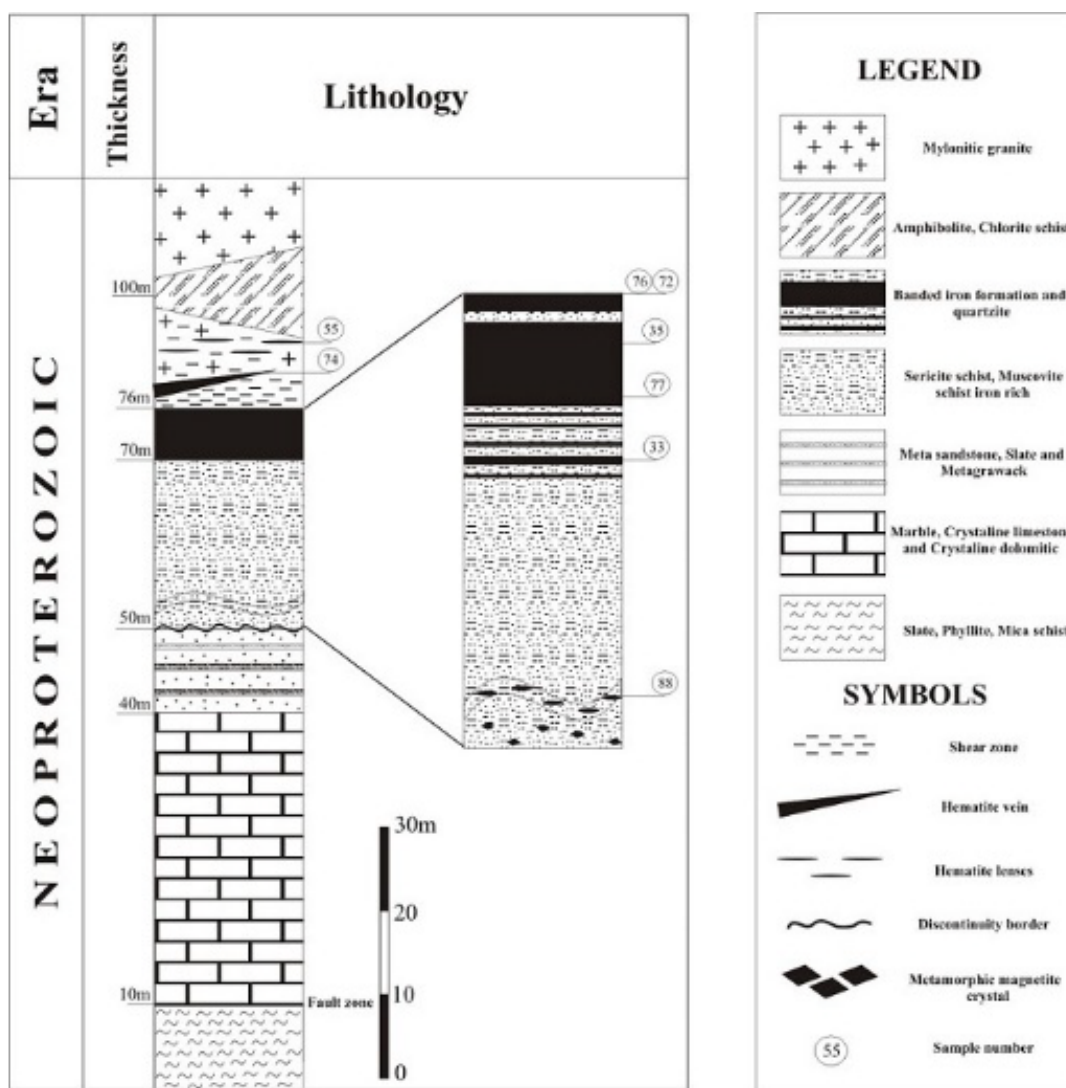 Era
Thickness
Lithology
NEOPROTEROZOIC
100m
76m
70m
50m
40m
10m
55
74
Fault zone
76 72
35
77
33
88
30m
20
10
0
LEGEND
Mylonitic granite
Amphibolite, Chlorite schist
Banded iron formation and
quartzite
Sericite schist, Muscovite
schist iron rich
Meta sandstone, Slate and
Metagrawack
Marble, Crystaline limeston
and Crystaline dolomitic
Slate, Phyllite, Mica schist
SYMBOLS
Shear zone
Hematite vein
Hematite lenses
Discontinuity border
Metamorphic magnetite
crystal
55
Sample number